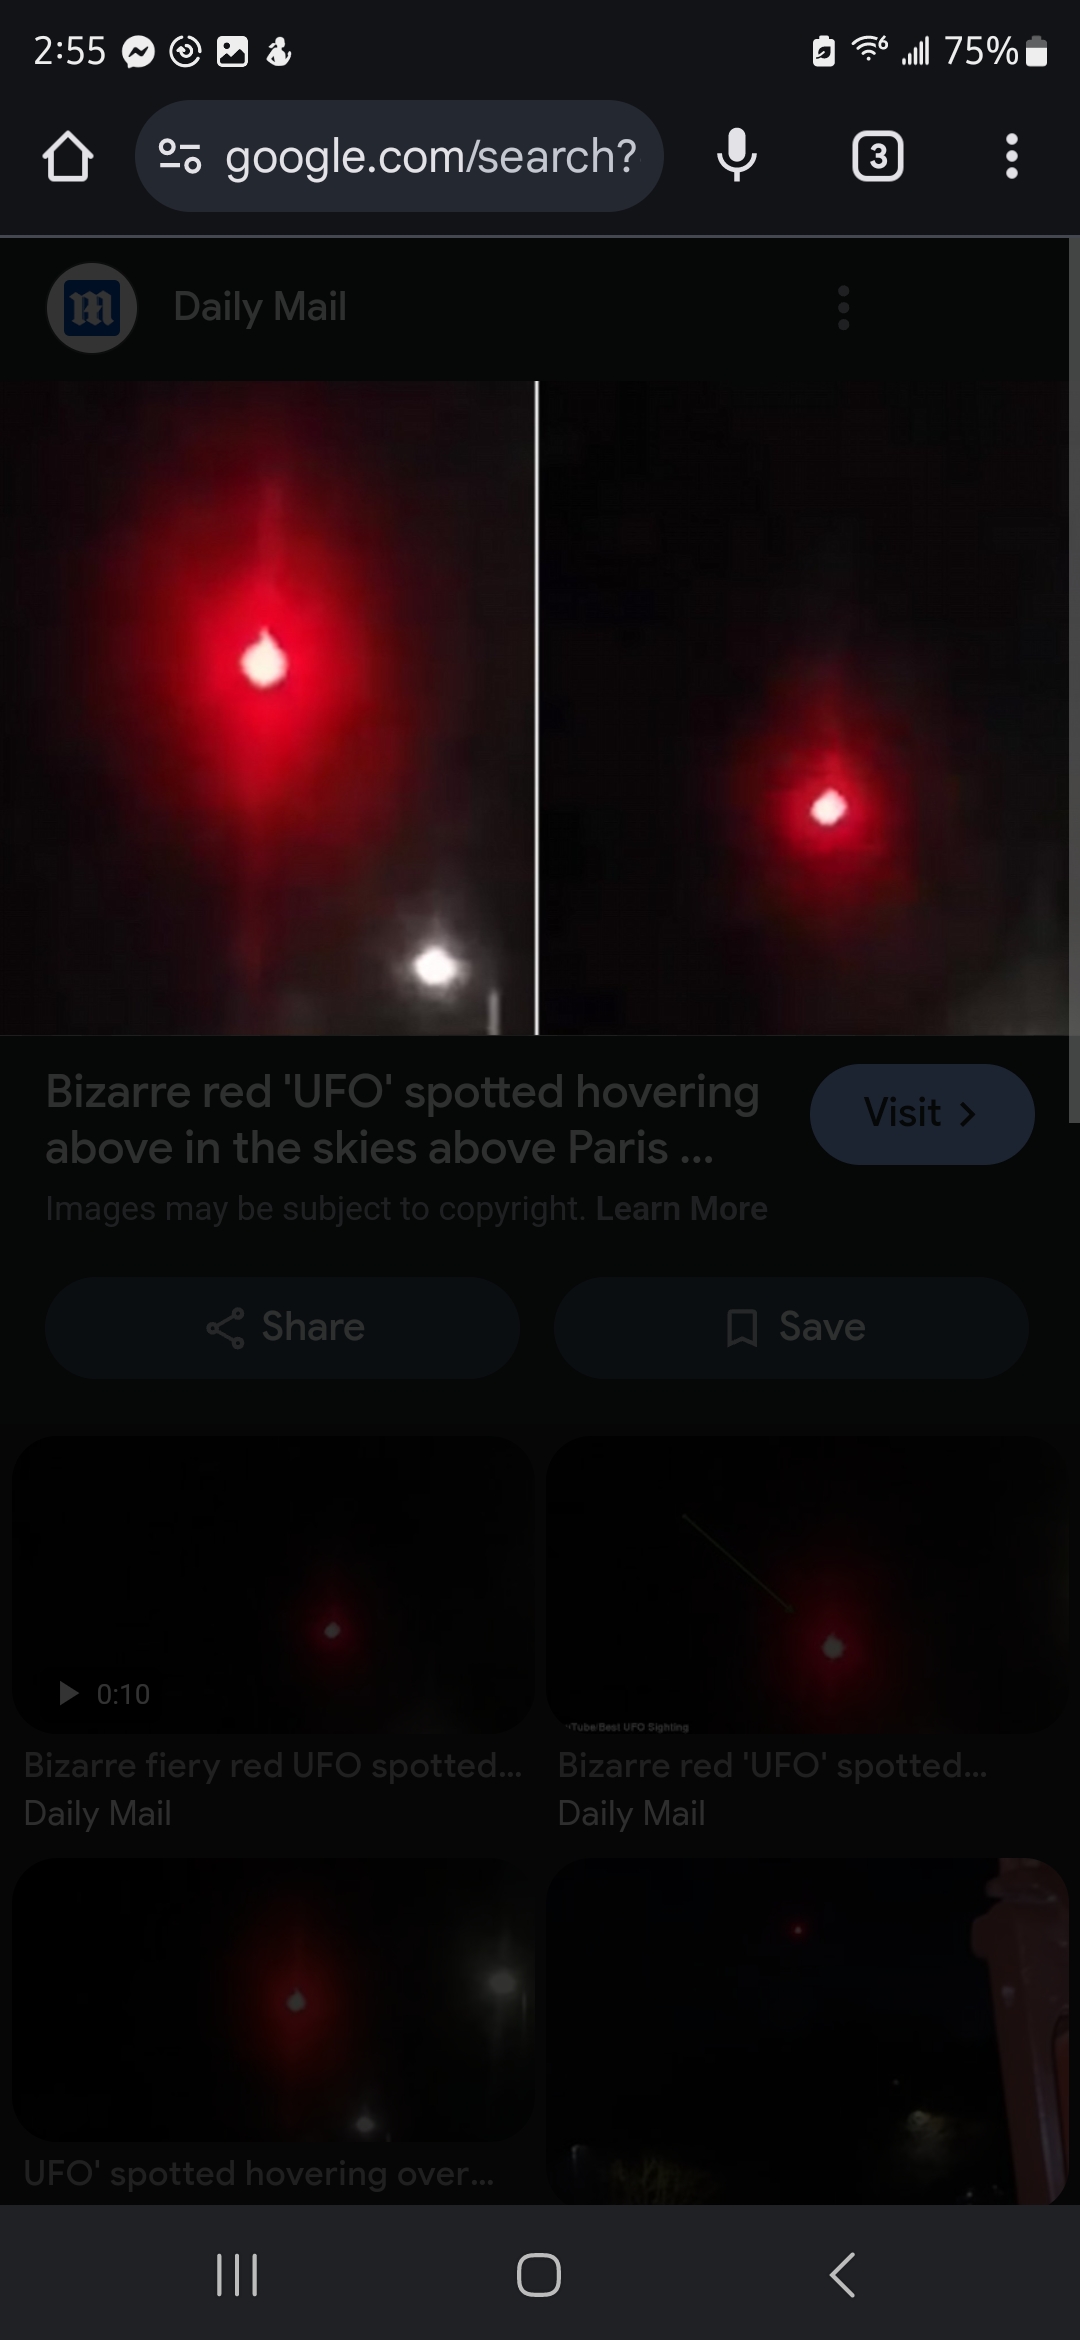 2:55
75%
google.com/search?
3
Daily Mail
Bizarre red 'UFO' spotted hovering
above in the skies above Paris ...
Visit
Images may be subject to copyright. Learn More
Share
Save
0:10
Tube/Best UFO Sighting
Bizarre fiery red UFO spotted...
Daily Mail
Bizarre red 'UFO' spotted...
Daily Mail
UFO' spotted hovering over...